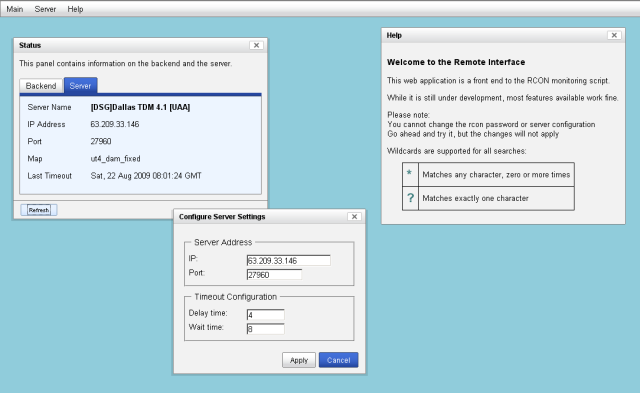 Main Server Help
Status
This panel contains information on the backend and the server.
Backend Server
Server Name [DSG]Dallas TDM 4.1 [UAA]
IP Address 63.209.33.146
Port 27960
Map ut4_dam_fixed
Last Timeout Sat, 22 Aug 2009 08:01:24 GMT
Refresh
Configure Server Settings
Server Address
IP: 63.209.33.146
Port: 27960
Timeout Configuration
Delay time: 4
Wait time: 8
Apply Cancel
Help
Welcome to the Remote Interface
This web application is a front end to the RCON monitoring script.
While it is still under development, most features available work fine.
Please note:
You cannot change the rcon password or server configuration
Go ahead and try it, but the changes will not apply
Wildcards are supported for all searches:
* Matches any character, zero or more times
? Matches exactly one character